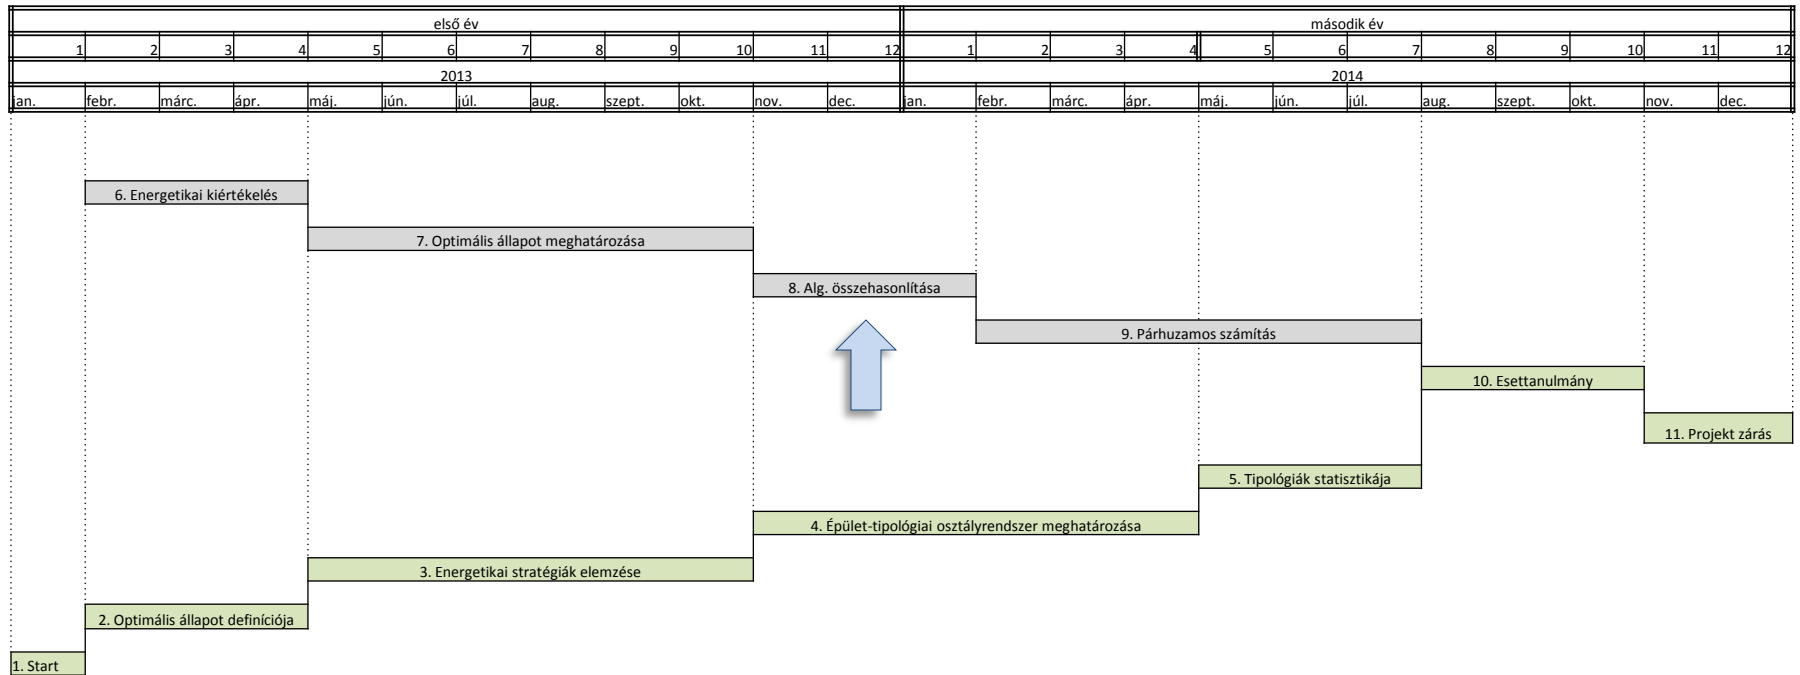 első év második év
1 2 3 4 5 6 7 8 9 10 11 12 1 2 3 4 5 6 7 8 9 10 11 12
2013 2014
jan. febr. márc. ápr. máj. jún. júl. aug. szept. okt. nov. dec. jan. febr. márc. ápr. máj. jún. júl. aug. szept. okt. nov. dec.
6. Energetikai kiértékelés
7. Optimális állapot meghatározása
8. Alg. összehasonlítása
9. Párhuzamos számítás
10. Esettanulmány
11. Projekt zárás
5. Tipológiák statisztikája
4. Épület-tipológiai osztályrendszer meghatározása
3. Energetikai stratégiák elemzése
2. Optimális állapot definíciója
1. Start